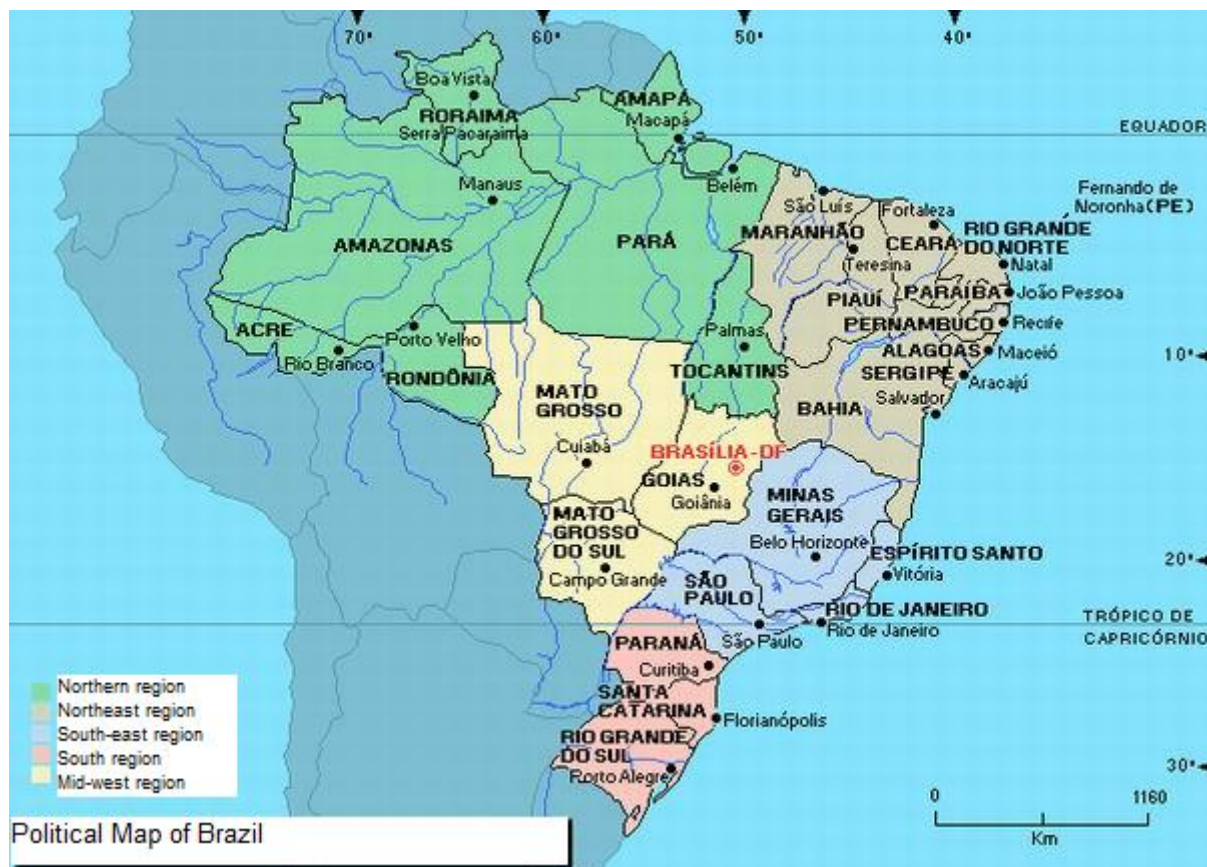 70°
60°
50°
40°
Boa Vista
RORAIMA
Serra Pacaraima
AMAPÁ
Macapá
EQUADOR
Manaus
Belém
São Luís
Fortaleza
Fernando de
Noronha(PE)
AMAZONAS
PARÁ
MARANHÃO
Teresina
CEARÁ
RIO GRANDE
DO NORTE
Natal
PIAUÍ
PARAÍBA
João Pessoa
ACRE
Rio Branco
Porto Velho
RONDÔNIA
Palmas
TOCANTINS
PERNAMBUCO
Recife
ALAGOAS
Maceió
SERGIPE
Aracajú
10°
MATO
GROSSO
Cuiabá
BAHIA
Salvador
BRASÍLIA-DF
GOIAS
Goiânia
MINAS
GERAIS
Belo Horizonte
MATO
GROSSO
DO SUL
Campo Grande
ESPÍRITO SANTO
Vitória
20°
SÃO
PAULO
São Paulo
RIO DE JANEIRO
Rio de Janeiro
TRÓPICO DE
CAPRICÓRNIO
PARANÁ
Curitiba
SANTA
CATARINA
Florianópolis
RIO GRANDE
DO SUL
Porto Alegre
30°
Northern region
Northeast region
South-east region
South region
Mid-west region
0 1160
Km
Political Map of Brazil